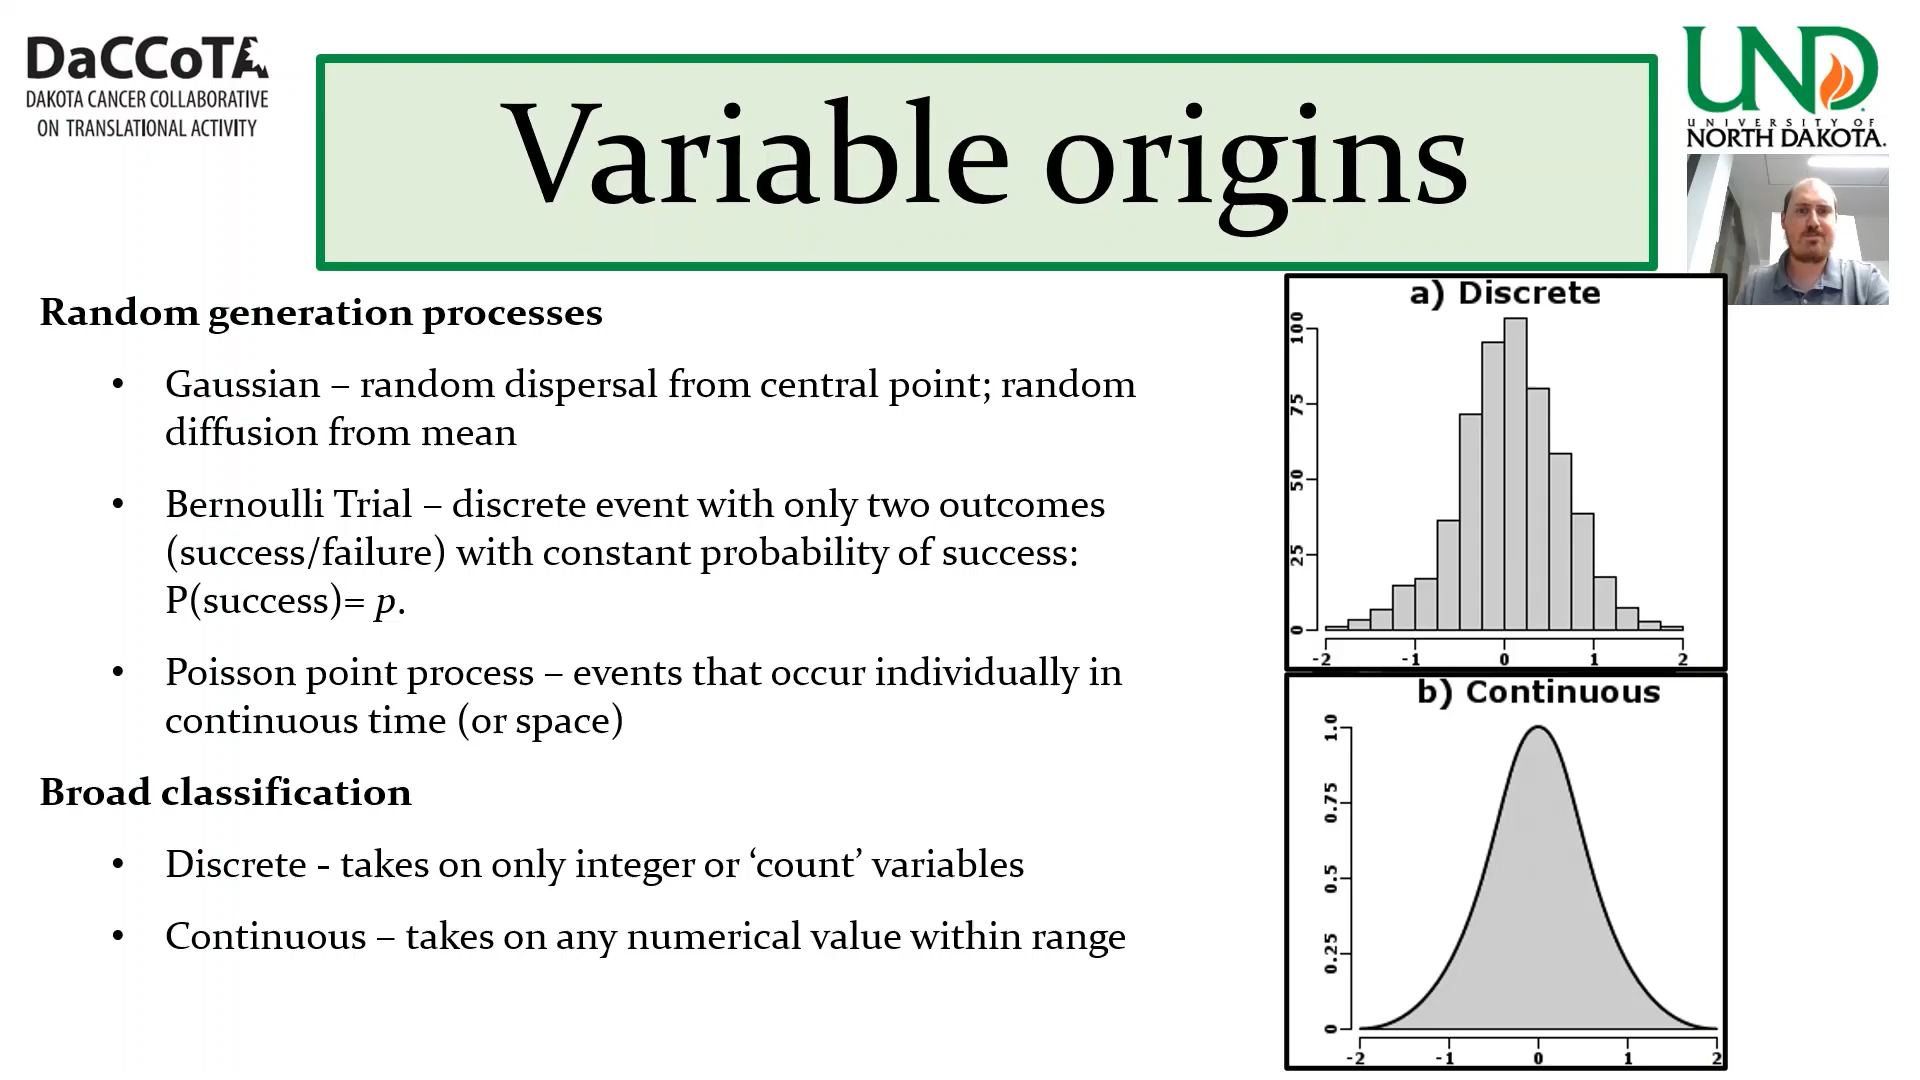 DaCCoTA
DAKOTA CANCER COLLABORATIVE
ON TRANSLATIONAL ACTIVITY
Variable origins
UND
UNIVERSITY OF
NORTH DAKOTA.
Random generation processes
• Gaussian – random dispersal from central point; random
diffusion from mean
• Bernoulli Trial – discrete event with only two outcomes
(success/failure) with constant probability of success:
P(success)= p.
• Poisson point process – events that occur individually in
continuous time (or space)
Broad classification
• Discrete - takes on only integer or ‘count’ variables
• Continuous – takes on any numerical value within range
a) Discrete
100
75
50
25
0
-2 -1 0 1 2
b) Continuous
1.0
0.75
0.5
0.25
0
-2 -1 0 1 2